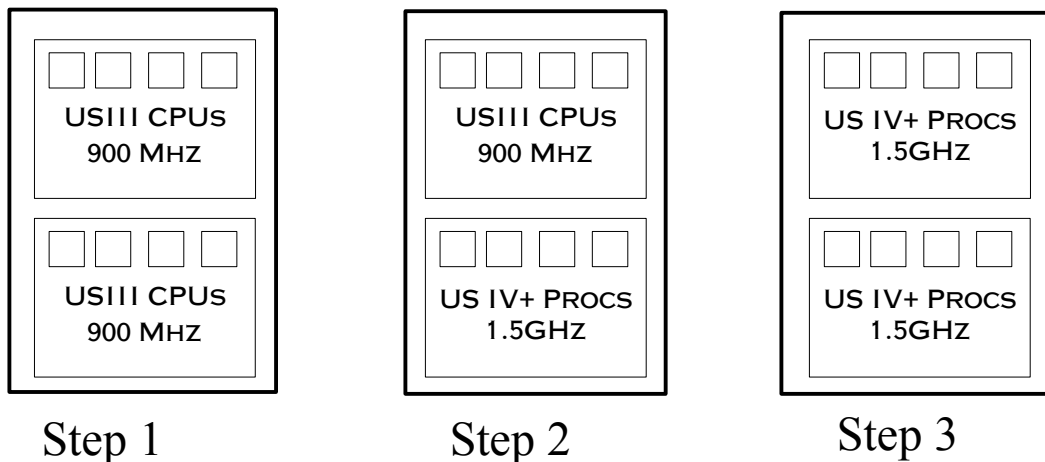 USIII CPUs
900 MHz
USIII CPUs
900 MHz
Step 1
USIII CPUs
900 MHz
US IV+ Procs
1.5GHz
Step 2
US IV+ Procs
1.5GHz
US IV+ Procs
1.5GHz
Step 3